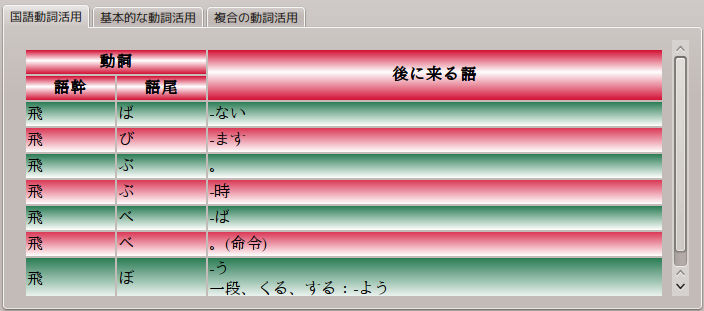 国語動詞活用 基本的な動詞活用 複合の動詞活用
動詞 後に来る語
語幹 語尾
飛 ば -ない
飛 び -ます
飛 ぶ 。
飛 ぶ -時
飛 べ -ば
飛 べ 。(命令)
飛 ぼ -う
一段、くる、する：-よう